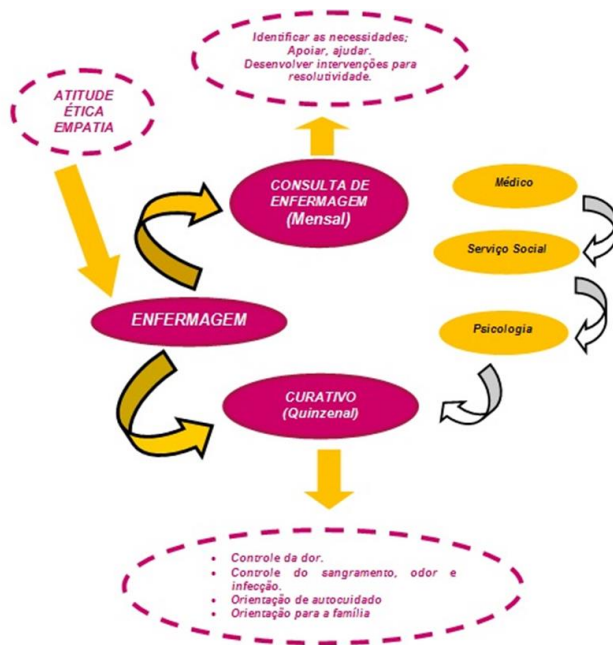 Identificar as necessidades;
Apoiar, ajudar.
Desenvolver intervenções para
resolutividade.
ATITUDE
ÉTICA
EMPATIA
CONSULTA DE
ENFERMAGEM
(Mensal)
Médico
Serviço Social
ENFERMAGEM
Psicologia
CURATIVO
(Quinzenal)
• Controle da dor.
• Controle do sangramento, odor e
infecção.
• Orientação de autocuidado
• Orientação para a família